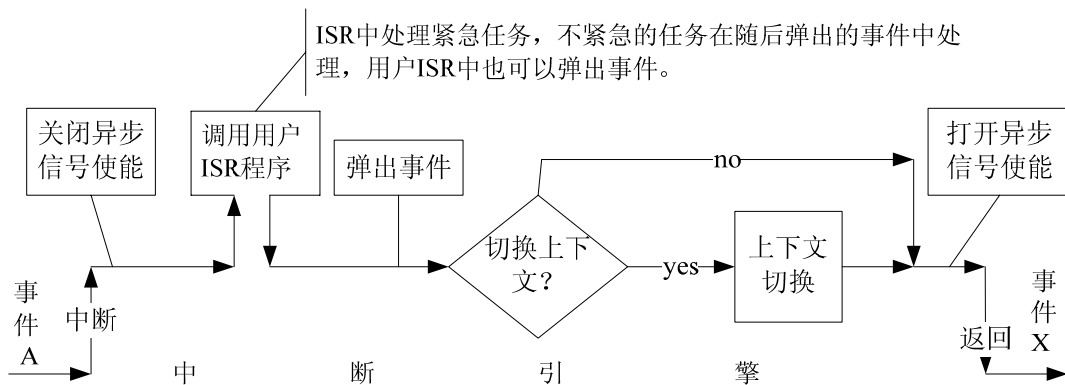 ISR中处理紧急任务，不紧急的任务在随后弹出的事件中处
理，用户ISR中也可以弹出事件。
关闭异步
信号使能
调用用户
ISR程序
弹出事件
no
打开异步
信号使能
切换上下
文？
yes
上下文
切换
事
件
A
中断
返回
事
件
X
中 断 引 擎